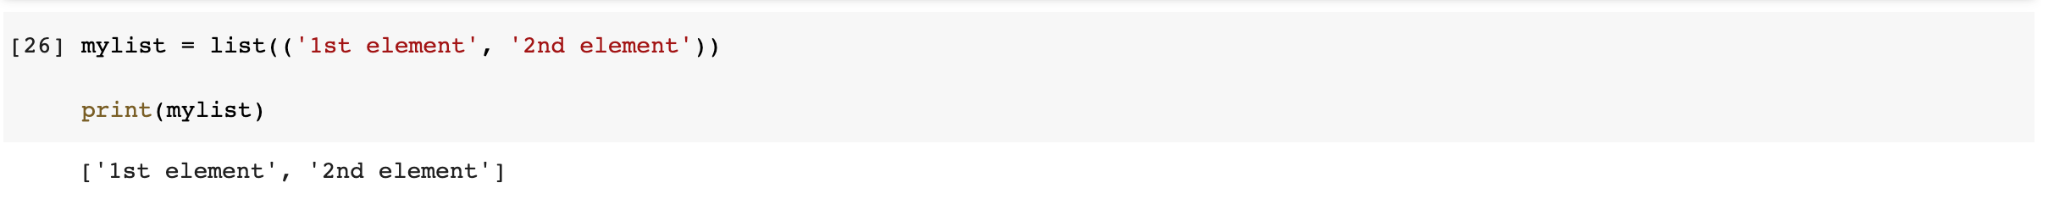 [26] mylist = list(('1st element', '2nd element'))
print(mylist)
['1st element', '2nd element']